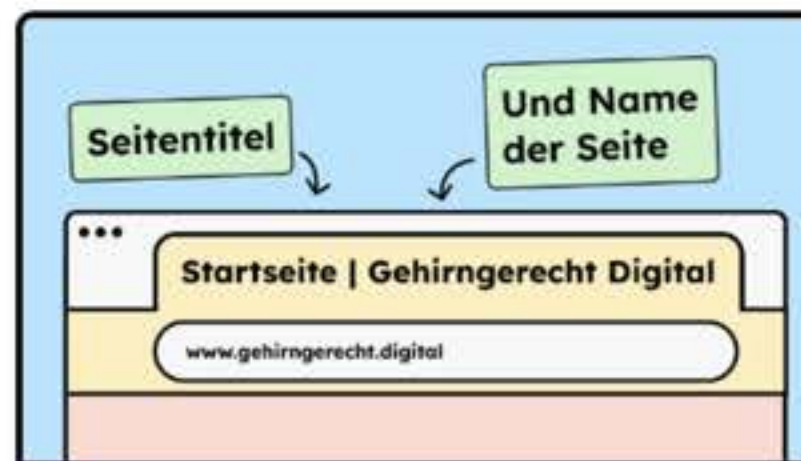 Seitentitel
Und Name
der Seite
Startseite | Gehirngerecht Digital
www.gehirngerecht.digital